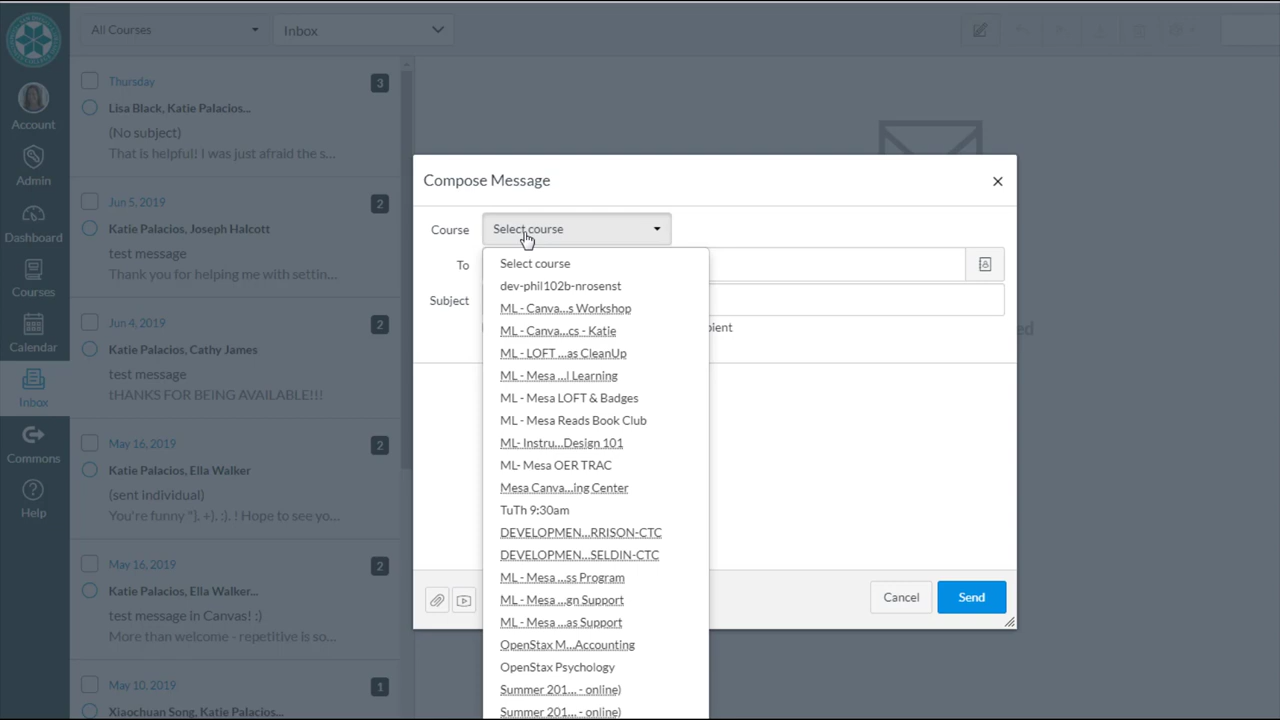 Account
Admin
Dashboard
Courses
Calendar
Inbox
Commons
Help
All Courses
Inbox
Thursday
3
Lisa Black, Katie Palacios...
(No subject)
That is helpful! I was just afraid the s...
Jun 5, 2019
2
Katie Palacios, Joseph Halcott
test message
Thank you for helping me with settin...
Jun 4, 2019
2
Katie Palacios, Cathy James
test message
tHANKS FOR BEING AVAILABLE!!!
May 16, 2019
2
Katie Palacios, Ella Walker
(sent individual)
You're funny "}, +}, :}. ! Hope to see yo...
May 16, 2019
2
Katie Palacios, Ella Walker...
test message in Canvas! :)
More than welcome - repetitive is so...
May 10, 2019
1
Xiaochuan Song, Katie Palacios...
Compose Message
Course
Select course
To
Subject
pient
Select course
dev-phil102b-nrosenst
ML - Canva...s Workshop
ML - Canva...cs - Katie
ML - LOFT ...as CleanUp
ML - Mesa ...l Learning
ML - Mesa LOFT & Badges
ML - Mesa Reads Book Club
ML- Instru...Design 101
ML- Mesa OER TRAC
Mesa Canva...ing Center
TuTh 9:30am
DEVELOPMEN...RRISON-CTC
DEVELOPMEN...SELDIN-CTC
ML - Mesa ...ss Program
ML - Mesa ...gn Support
ML - Mesa ...as Support
OpenStax M...Accounting
OpenStax Psychology
Summer 201... - online)
Summer 201... - online)
Cancel
Send